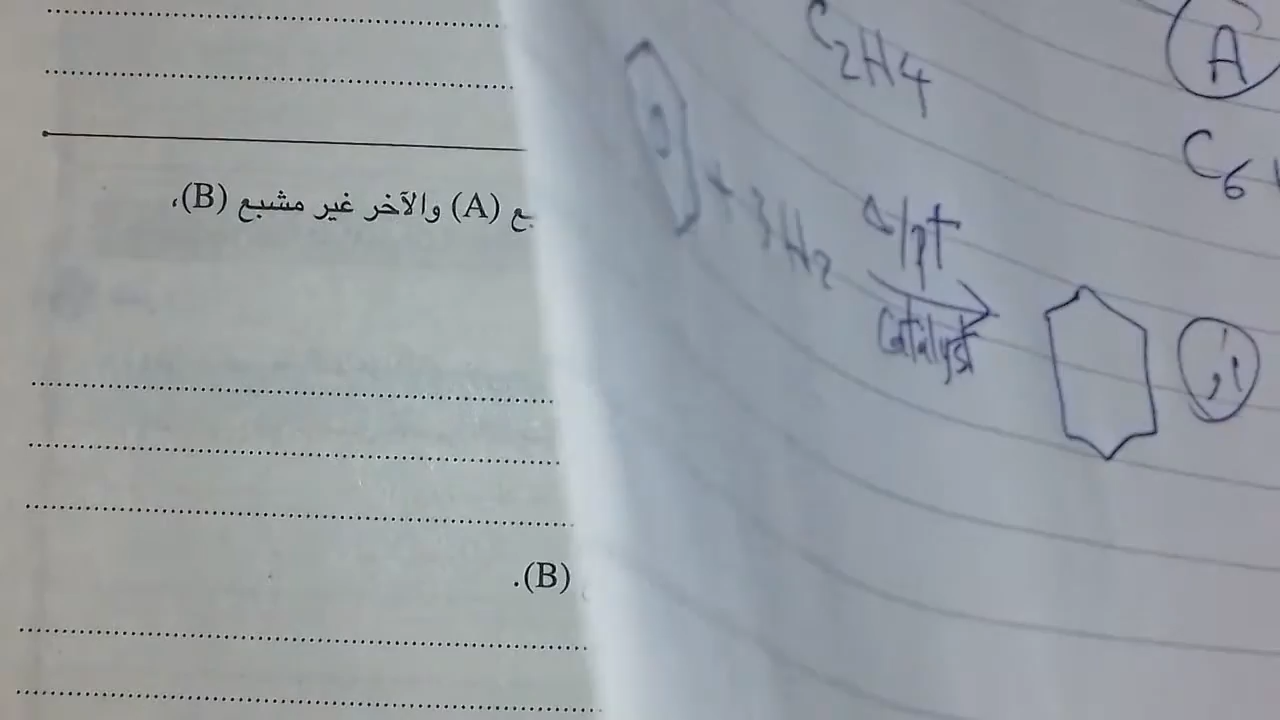 (A) والآخر غير مشبع (B)،
(B).
C2H4
A
C6
+ 3H2
Δ/pt
Catalyst